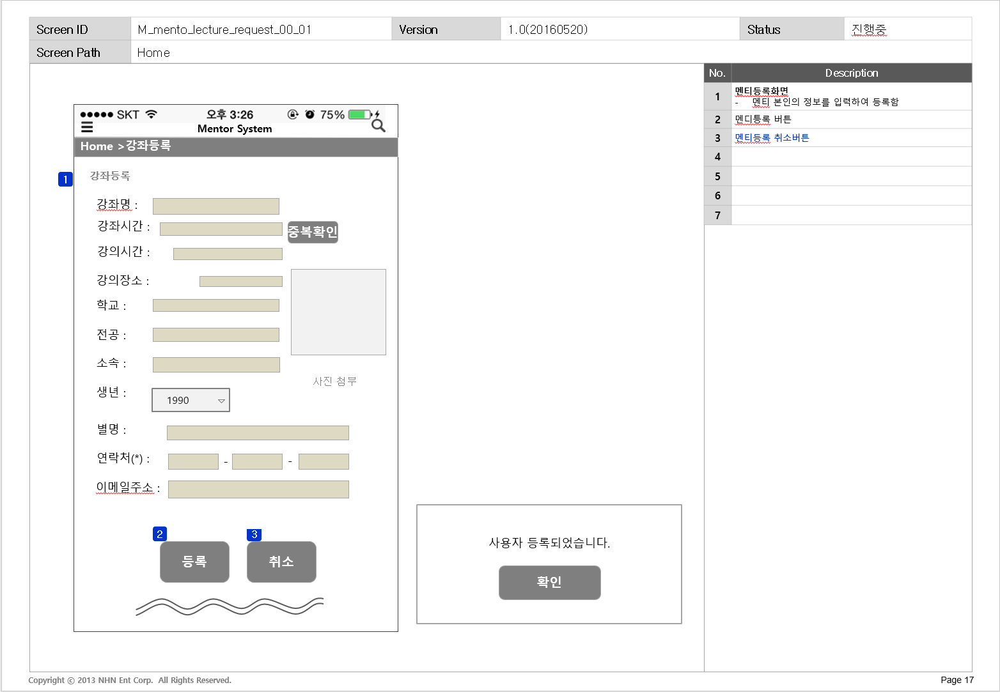 Screen ID M_mento_lecture_request_00_01 Version 1.0(20160520) Status 진행중
Screen Path Home
No. Description
1 멘티등록화면
- 멘티 본인의 정보를 입력하여 등록함
2 멘디틍록 버튼
3 멘티등록 취소버튼
4
5
6
7
SKT 오후 3:26 75%
Mentor System
Home >강좌등록
1 강좌등록
강좌명 :
강좌시간 : 중복확인
강의시간 :
강의장소 :
학교 :
전공 :
소속 :
사진 첨부
생년 : 1990
별명 :
연락처(*) : - -
이메일주소 :
2 3
등록 취소
사용자 등록되었습니다.
확인
Copyright © 2013 NHN Ent Corp. All Rights Reserved.
Page 17